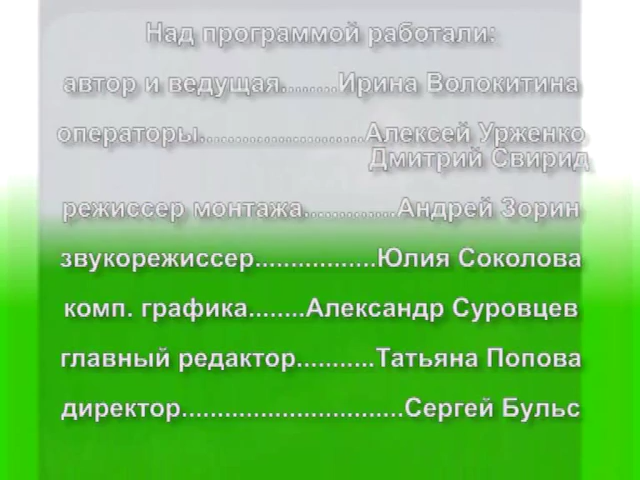 Над программой работали:
автор и ведущая........Ирина Волокитина
операторы.......................Алексей Урженко
Дмитрий Свирид
режиссер монтажа.............Андрей Зорин
звукорежиссер.................Юлия Соколова
комп. графика........Александр Суровцев
главный редактор...........Татьяна Попова
директор...............................Сергей Бульс